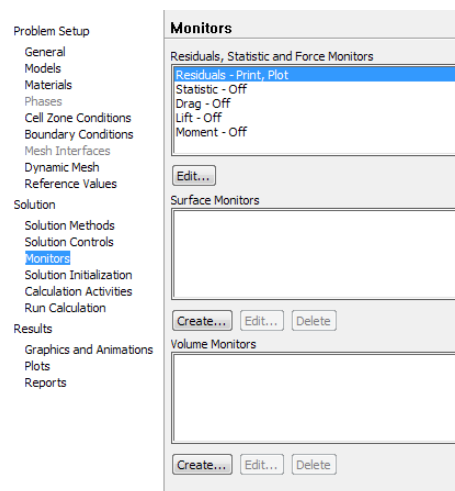 Problem Setup
General
Models
Materials
Phases
Cell Zone Conditions
Boundary Conditions
Mesh Interfaces
Dynamic Mesh
Reference Values
Solution
Solution Methods
Solution Controls
Monitors
Solution Initialization
Calculation Activities
Run Calculation
Results
Graphics and Animations
Plots
Reports
Monitors
Residuals, Statistic and Force Monitors
Residuals - Print, Plot
Statistic - Off
Drag - Off
Lift - Off
Moment - Off
Edit...
Surface Monitors
Create... Edit... Delete
Volume Monitors
Create... Edit... Delete